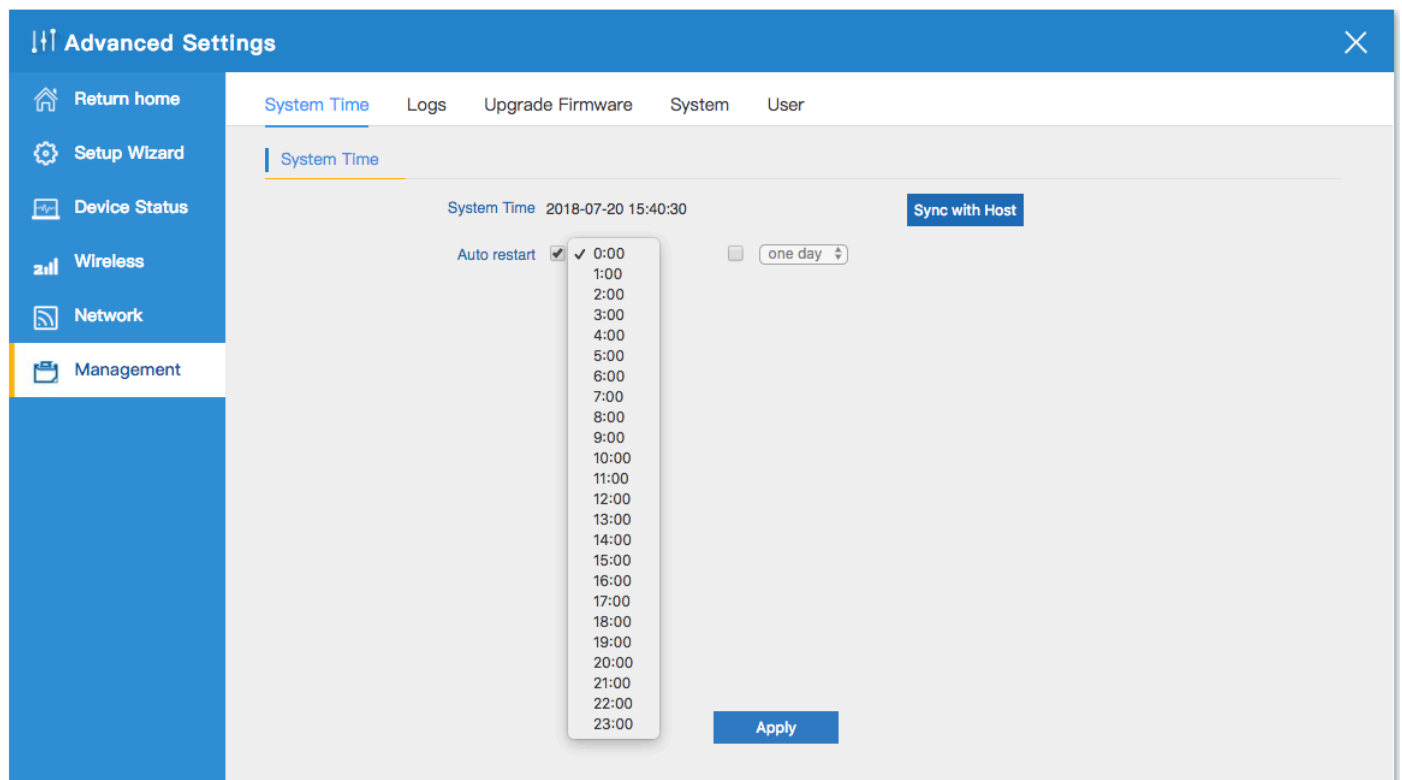 Advanced Settings
Return home
Setup Wizard
Device Status
Wireless
Network
Management
System Time Logs Upgrade Firmware System User
System Time
System Time 2018-07-20 15:40:30 Sync with Host
Auto restart 0:00 one day
1:00
2:00
3:00
4:00
5:00
6:00
7:00
8:00
9:00
10:00
11:00
12:00
13:00
14:00
15:00
16:00
17:00
18:00
19:00
20:00
21:00
22:00
23:00
Apply